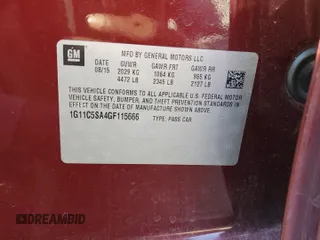 GM
MFD BY GENERAL MOTORS LLC
DATE GVWR GAWR FRT GAWR RR
08/15 2029 KG 1064 KG 965 KG
4472 LB 2345 LB 2127 LB
THIS VEHICLE CONFORMS TO ALL APPLICABLE U.S. FEDERAL MOTOR
VEHICLE SAFETY, BUMPER, AND THEFT PREVENTION STANDARDS IN
EFFECT ON THE DATE OF MANUFACTURE SHOWN ABOVE.
1G11C5SA4GF115666 TYPE: PASS CAR
DREAMBID